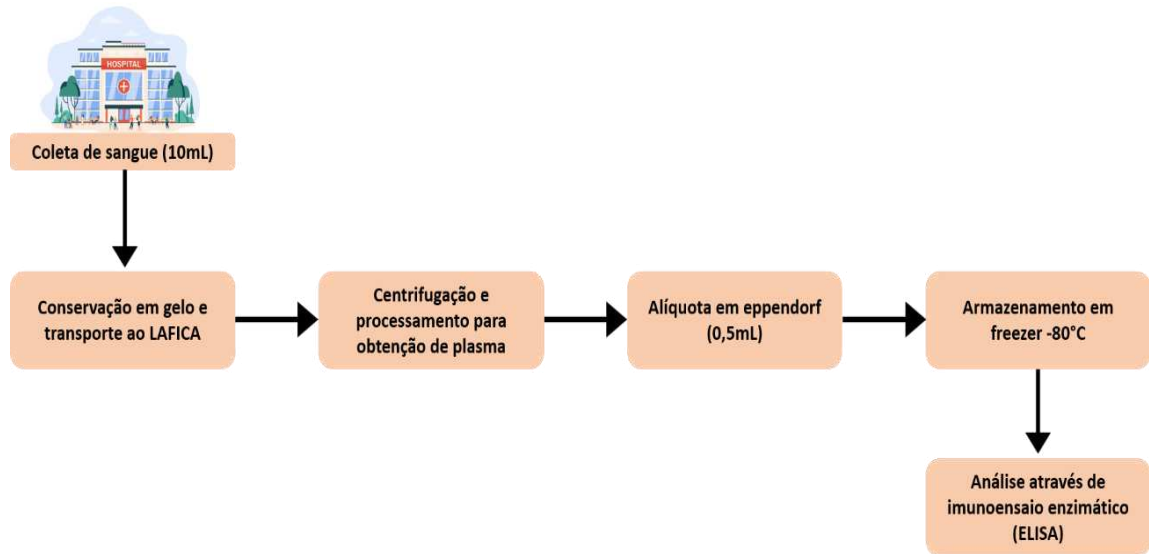 HOSPITAL
Coleta de sangue (10mL)
Conservação em gelo e
transporte ao LAFICA
Centrifugação e
processamento para
obtenção de plasma
Alíquota em eppendorf
(0,5mL)
Armazenamento em
freezer -80°C
Análise através de
imunoensaio enzimático
(ELISA)